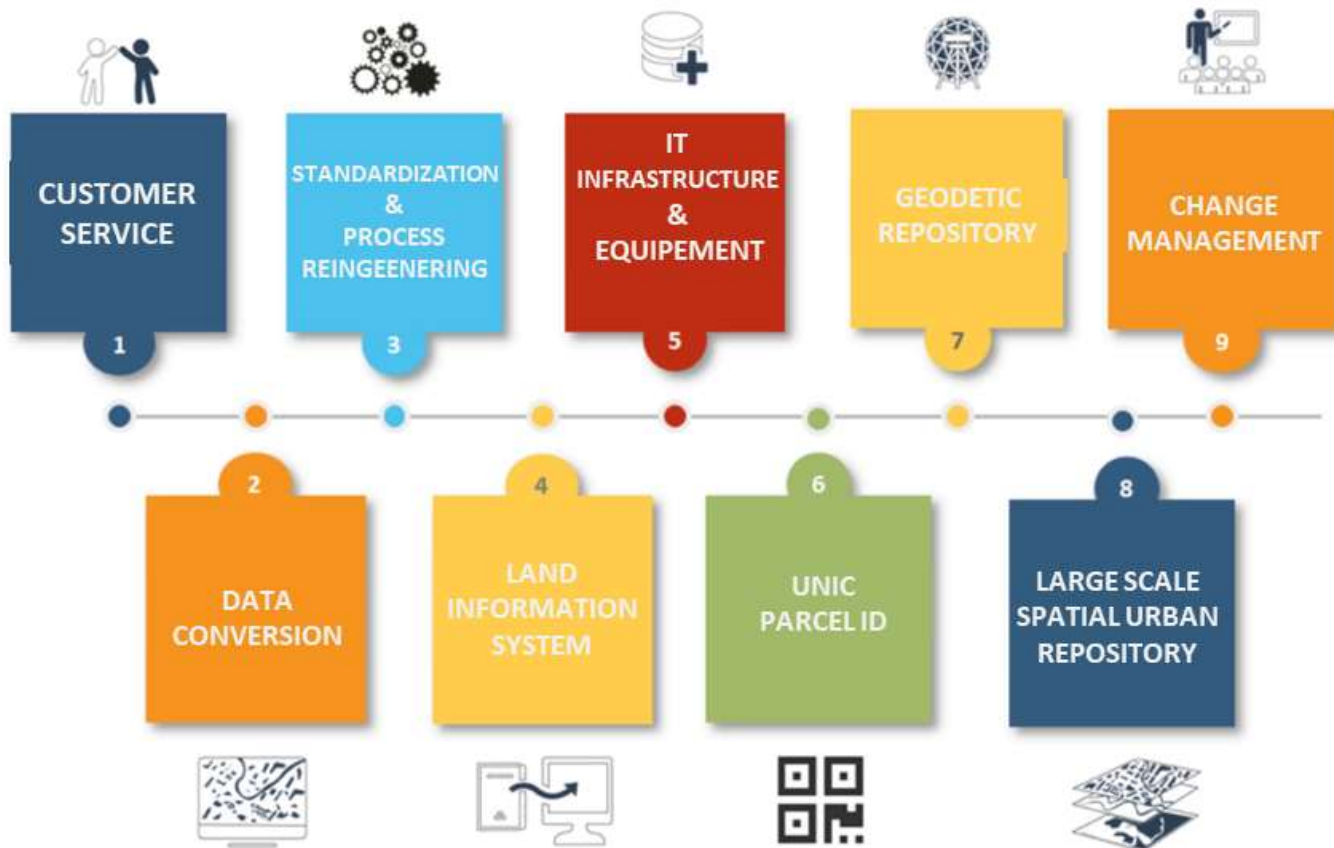 CUSTOMER
SERVICE
1
DATA
CONVERSION
2
STANDARDIZATION
&
PROCESS
REINGEENERING
3
LAND
INFORMATION
SYSTEM
4
IT
INFRASTRUCTURE
&
EQUIPEMENT
5
UNIC
PARCEL ID
6
GEODETIC
REPOSITORY
7
LARGE SCALE
SPATIAL URBAN
REPOSITORY
8
CHANGE
MANAGEMENT
9